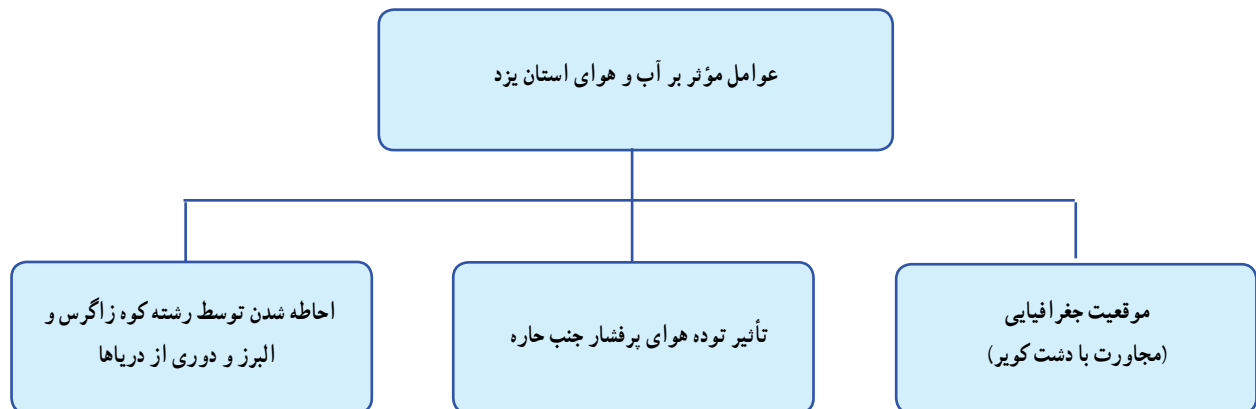 عوامل مؤثر بر آب و هوای استان یزد
موقعیت جغرافیایی
(مجاورت با دشت کویر)
تأثیر توده هوای پرفشار جنب حاره
احاطه شدن توسط رشته کوه زاگرس و
البرز و دوری از دریاها